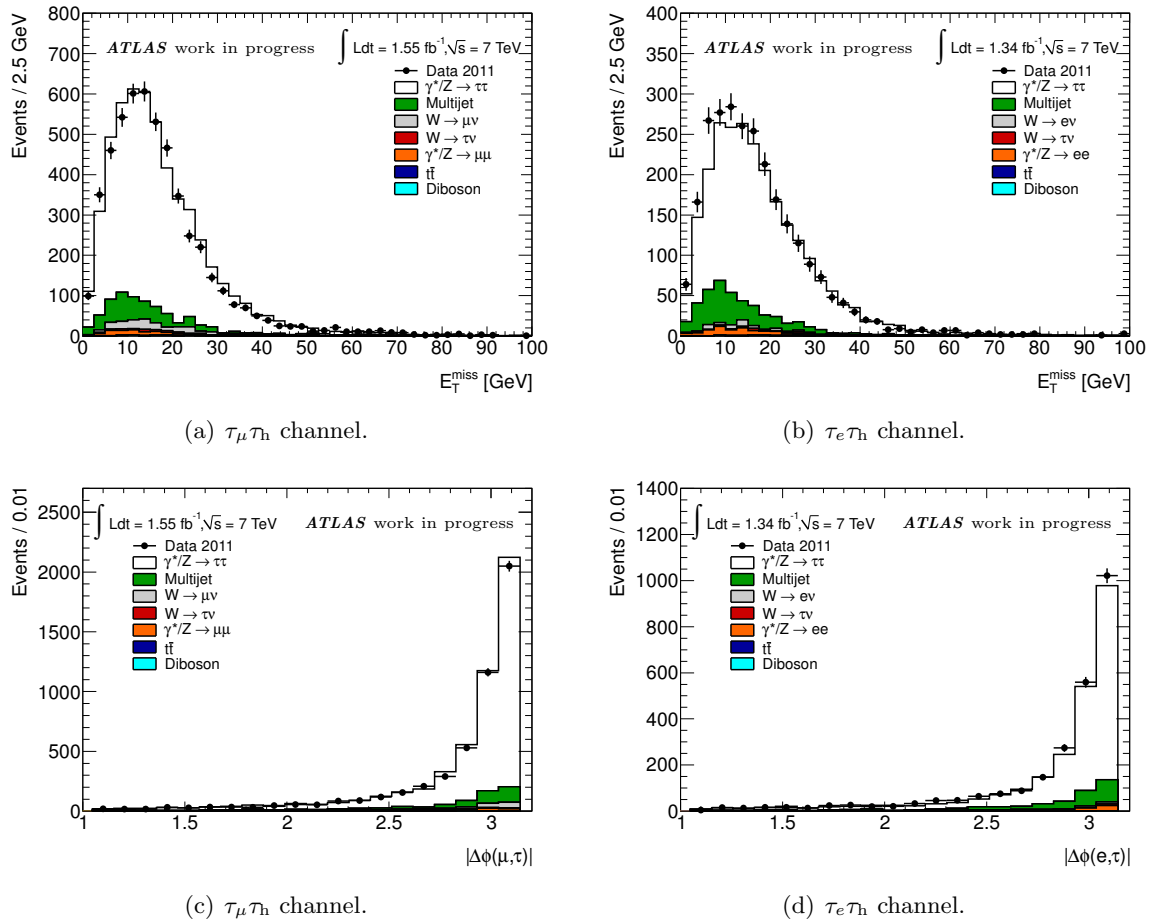 Events / 2.5 GeV
800
700
600
500
400
300
200
100
0
ATLAS work in progress
∫ Ldt = 1.55 fb⁻¹,√s = 7 TeV
Data 2011
γ*/Z → ττ
Multijet
W → μν
W → τν
γ*/Z → μμ
tt̄
Diboson
0 10 20 30 40 50 60 70 80 90 100
E_T^miss [GeV]
(a) τ_μτ_h channel.
Events / 2.5 GeV
400
350
300
250
200
150
100
50
0
ATLAS work in progress
∫ Ldt = 1.34 fb⁻¹,√s = 7 TeV
Data 2011
γ*/Z → ττ
Multijet
W → eν
W → τν
γ*/Z → ee
tt̄
Diboson
0 10 20 30 40 50 60 70 80 90 100
E_T^miss [GeV]
(b) τ_eτ_h channel.
Events / 0.01
2500
2000
1500
1000
500
0
∫ Ldt = 1.55 fb⁻¹,√s = 7 TeV
ATLAS work in progress
Data 2011
γ*/Z → ττ
Multijet
W → μν
W → τν
γ*/Z → μμ
tt̄
Diboson
1 1.5 2 2.5 3
|Δϕ(μ,τ)|
(c) τ_μτ_h channel.
Events / 0.01
1400
1200
1000
800
600
400
200
0
∫ Ldt = 1.34 fb⁻¹,√s = 7 TeV
ATLAS work in progress
Data 2011
γ*/Z → ττ
Multijet
W → eν
W → τν
γ*/Z → ee
tt̄
Diboson
1 1.5 2 2.5 3
|Δϕ(e,τ)|
(d) τ_eτ_h channel.